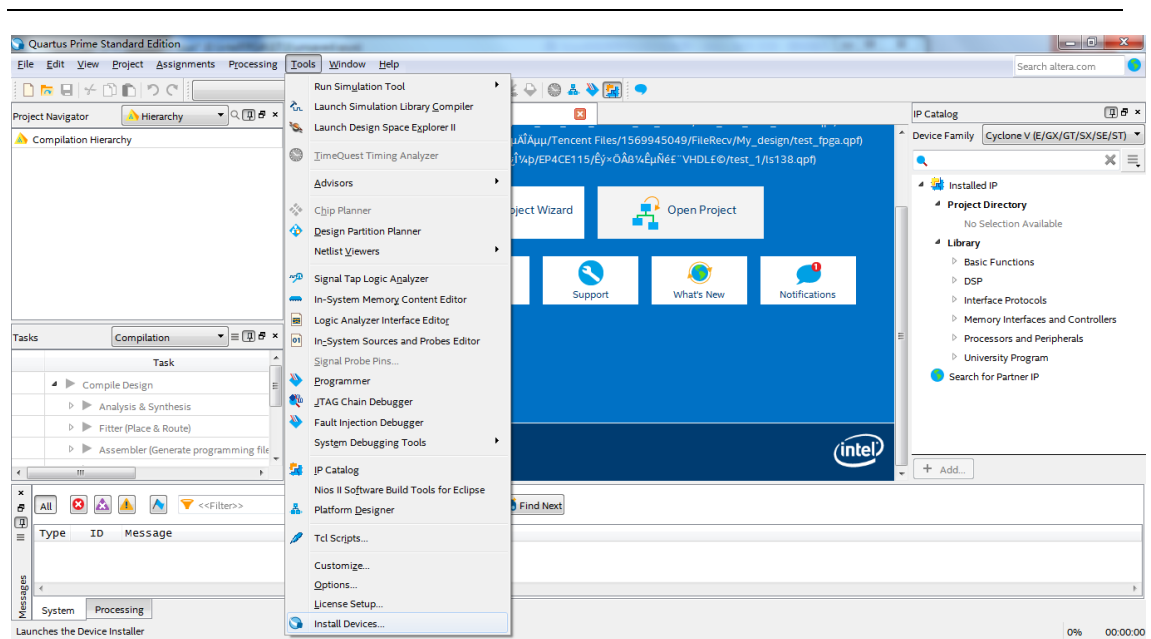 Quartus Prime Standard Edition
File Edit View Project Assignments Processing Tools Window Help
Search altera.com
Project Navigator Hierarchy
Compilation Hierarchy
Tasks Compilation
Task
Compile Design
Analysis & Synthesis
Fitter (Place & Route)
Assembler (Generate programming file
Run Simulation Tool
Launch Simulation Library Compiler
Launch Design Space Explorer II
TimeQuest Timing Analyzer
Advisors
Chip Planner
Design Partition Planner
Netlist Viewers
Signal Tap Logic Analyzer
In-System Memory Content Editor
Logic Analyzer Interface Editor
In-System Sources and Probes Editor
Signal Probe Pins...
Programmer
JTAG Chain Debugger
Fault Injection Debugger
System Debugging Tools
IP Catalog
Nios II Software Build Tools for Eclipse
Platform Designer
Tcl Scripts...
Customize...
Options...
License Setup...
Install Devices...
µÄÎÄµµ/Tencent Files/1569945049/FileRecv/My_design/test_fpga.qpf)
¿Î¼þ/EP4CE115/Êý×ÖÂß¼­ÊµÑé£¨VHDL£©/test_1/ls138.qpf)
oject Wizard
Open Project
Support
What's New
1
Notifications
intel
IP Catalog
Device Family Cyclone V (E/GX/GT/SX/SE/ST)
Installed IP
Project Directory
No Selection Available
Library
Basic Functions
DSP
Interface Protocols
Memory Interfaces and Controllers
Processors and Peripherals
University Program
Search for Partner IP
+ Add...
All <<Filter>> Find Next
Type ID Message
Messages
System Processing
Launches the Device Installer
0% 00:00:00